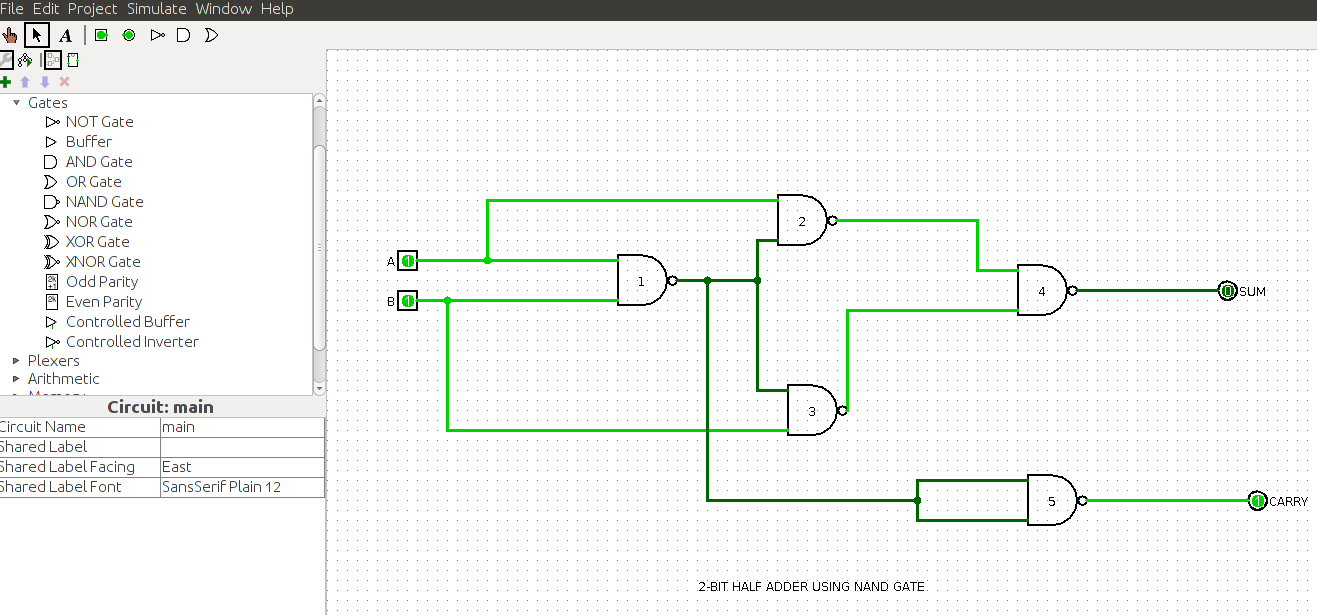 File Edit Project Simulate Window Help
A
Gates
NOT Gate
Buffer
AND Gate
OR Gate
NAND Gate
NOR Gate
XOR Gate
XNOR Gate
Odd Parity
Even Parity
Controlled Buffer
Controlled Inverter
Plexers
Arithmetic
Circuit: main
Circuit Name main
Shared Label
Shared Label Facing East
Shared Label Font SansSerif Plain 12
2
A 1
1
B 1
4
0 SUM
3
5
1 CARRY
2-BIT HALF ADDER USING NAND GATE